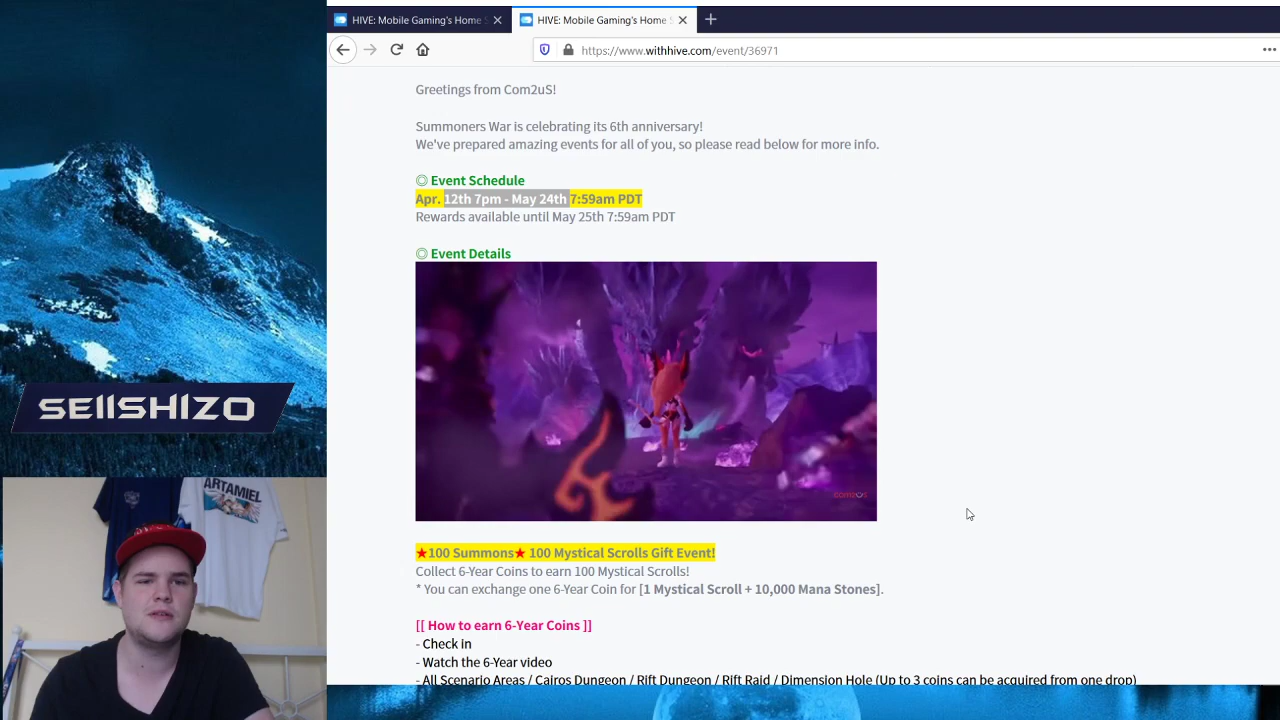 HIVE: Mobile Gaming's Home S
HIVE: Mobile Gaming's Home S
https://www.withhive.com/event/36971
Greetings from Com2uS!
Summoners War is celebrating its 6th anniversary!
We've prepared amazing events for all of you, so please read below for more info.
◎ Event Schedule
Apr. 12th 7pm - May 24th 7:59am PDT
Rewards available until May 25th 7:59am PDT
◎ Event Details
COM2US
★100 Summons★ 100 Mystical Scrolls Gift Event!
Collect 6-Year Coins to earn 100 Mystical Scrolls!
* You can exchange one 6-Year Coin for [1 Mystical Scroll + 10,000 Mana Stones].
[[ How to earn 6-Year Coins ]]
- Check in
- Watch the 6-Year video
- All Scenario Areas / Cairos Dungeon / Rift Dungeon / Rift Raid / Dimension Hole (Up to 3 coins can be acquired from one drop)
SEIISHIZO
ARTAMIEL